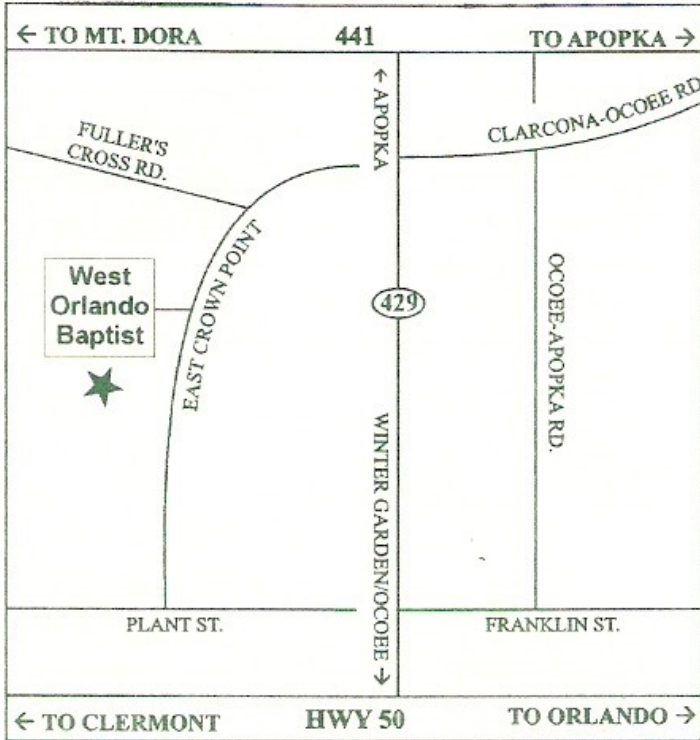 ← TO MT. DORA 441 TO APOPKA →
← APOPKA
CLARCONA-OCOEE RD.
FULLER'S
CROSS RD.
West
Orlando
Baptist
EAST CROWN POINT
429
OCOEE-APOPKA RD.
WINTER GARDEN/OCOEE →
PLANT ST.
FRANKLIN ST.
← TO CLERMONT HWY 50 TO ORLANDO →